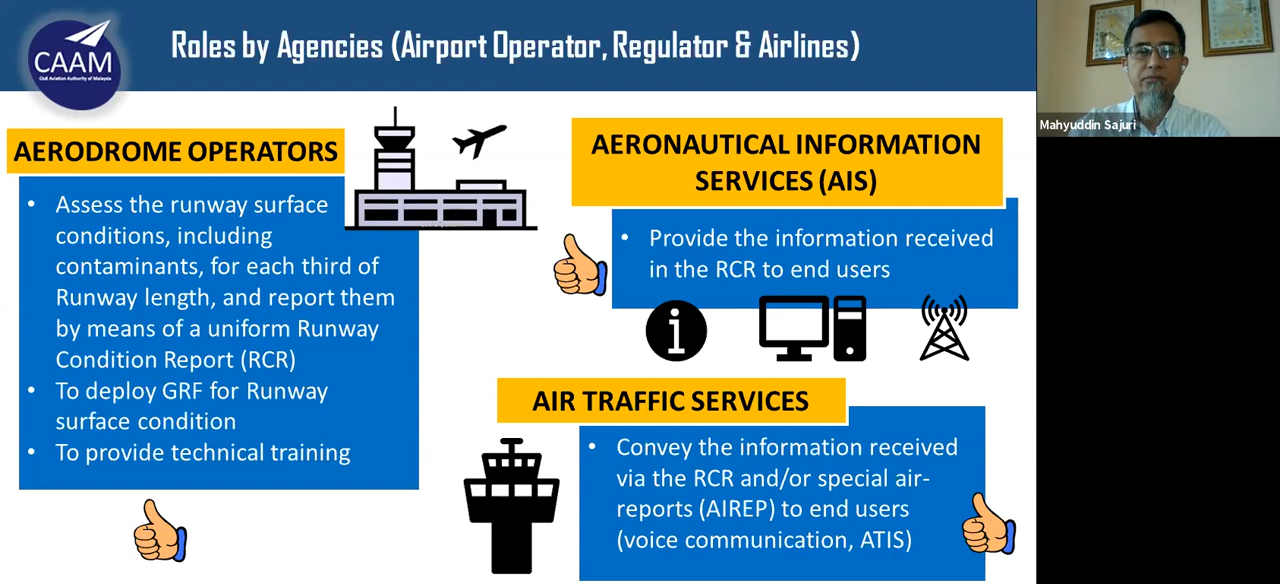 CAAM
Civil Aviation Authority of Malaysia
Roles by Agencies (Airport Operator, Regulator & Airlines)
Mahyuddin Sajuri
AERODROME OPERATORS
• Assess the runway surface
conditions, including
contaminants, for each third of
Runway length, and report them
by means of a uniform Runway
Condition Report (RCR)
• To deploy GRF for Runway
surface condition
• To provide technical training
AERONAUTICAL INFORMATION
SERVICES (AIS)
• Provide the information received
in the RCR to end users
i
AIR TRAFFIC SERVICES
• Convey the information received
via the RCR and/or special air-
reports (AIREP) to end users
(voice communication, ATIS)